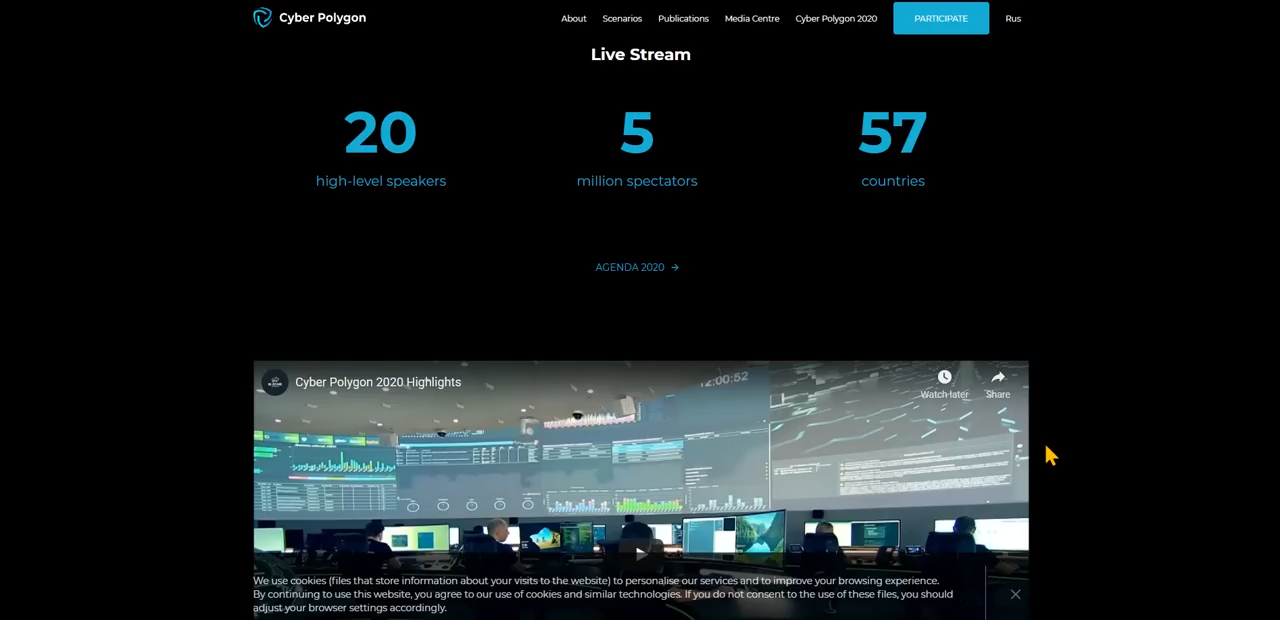 Cyber Polygon
About Scenarios Publications Media Centre Cyber Polygon 2020 PARTICIPATE Rus
Live Stream
20 5 57
high-level speakers million spectators countries
AGENDA 2020 →
Cyber Polygon 2020 Highlights
Watch later Share
2:00:52
We use cookies (files that store information about your visits to the website) to personalise our services and to improve your browsing experience.
By continuing to use this website, you agree to our use of cookies and similar technologies. If you do not consent to the use of these files, you should
adjust your browser settings accordingly.